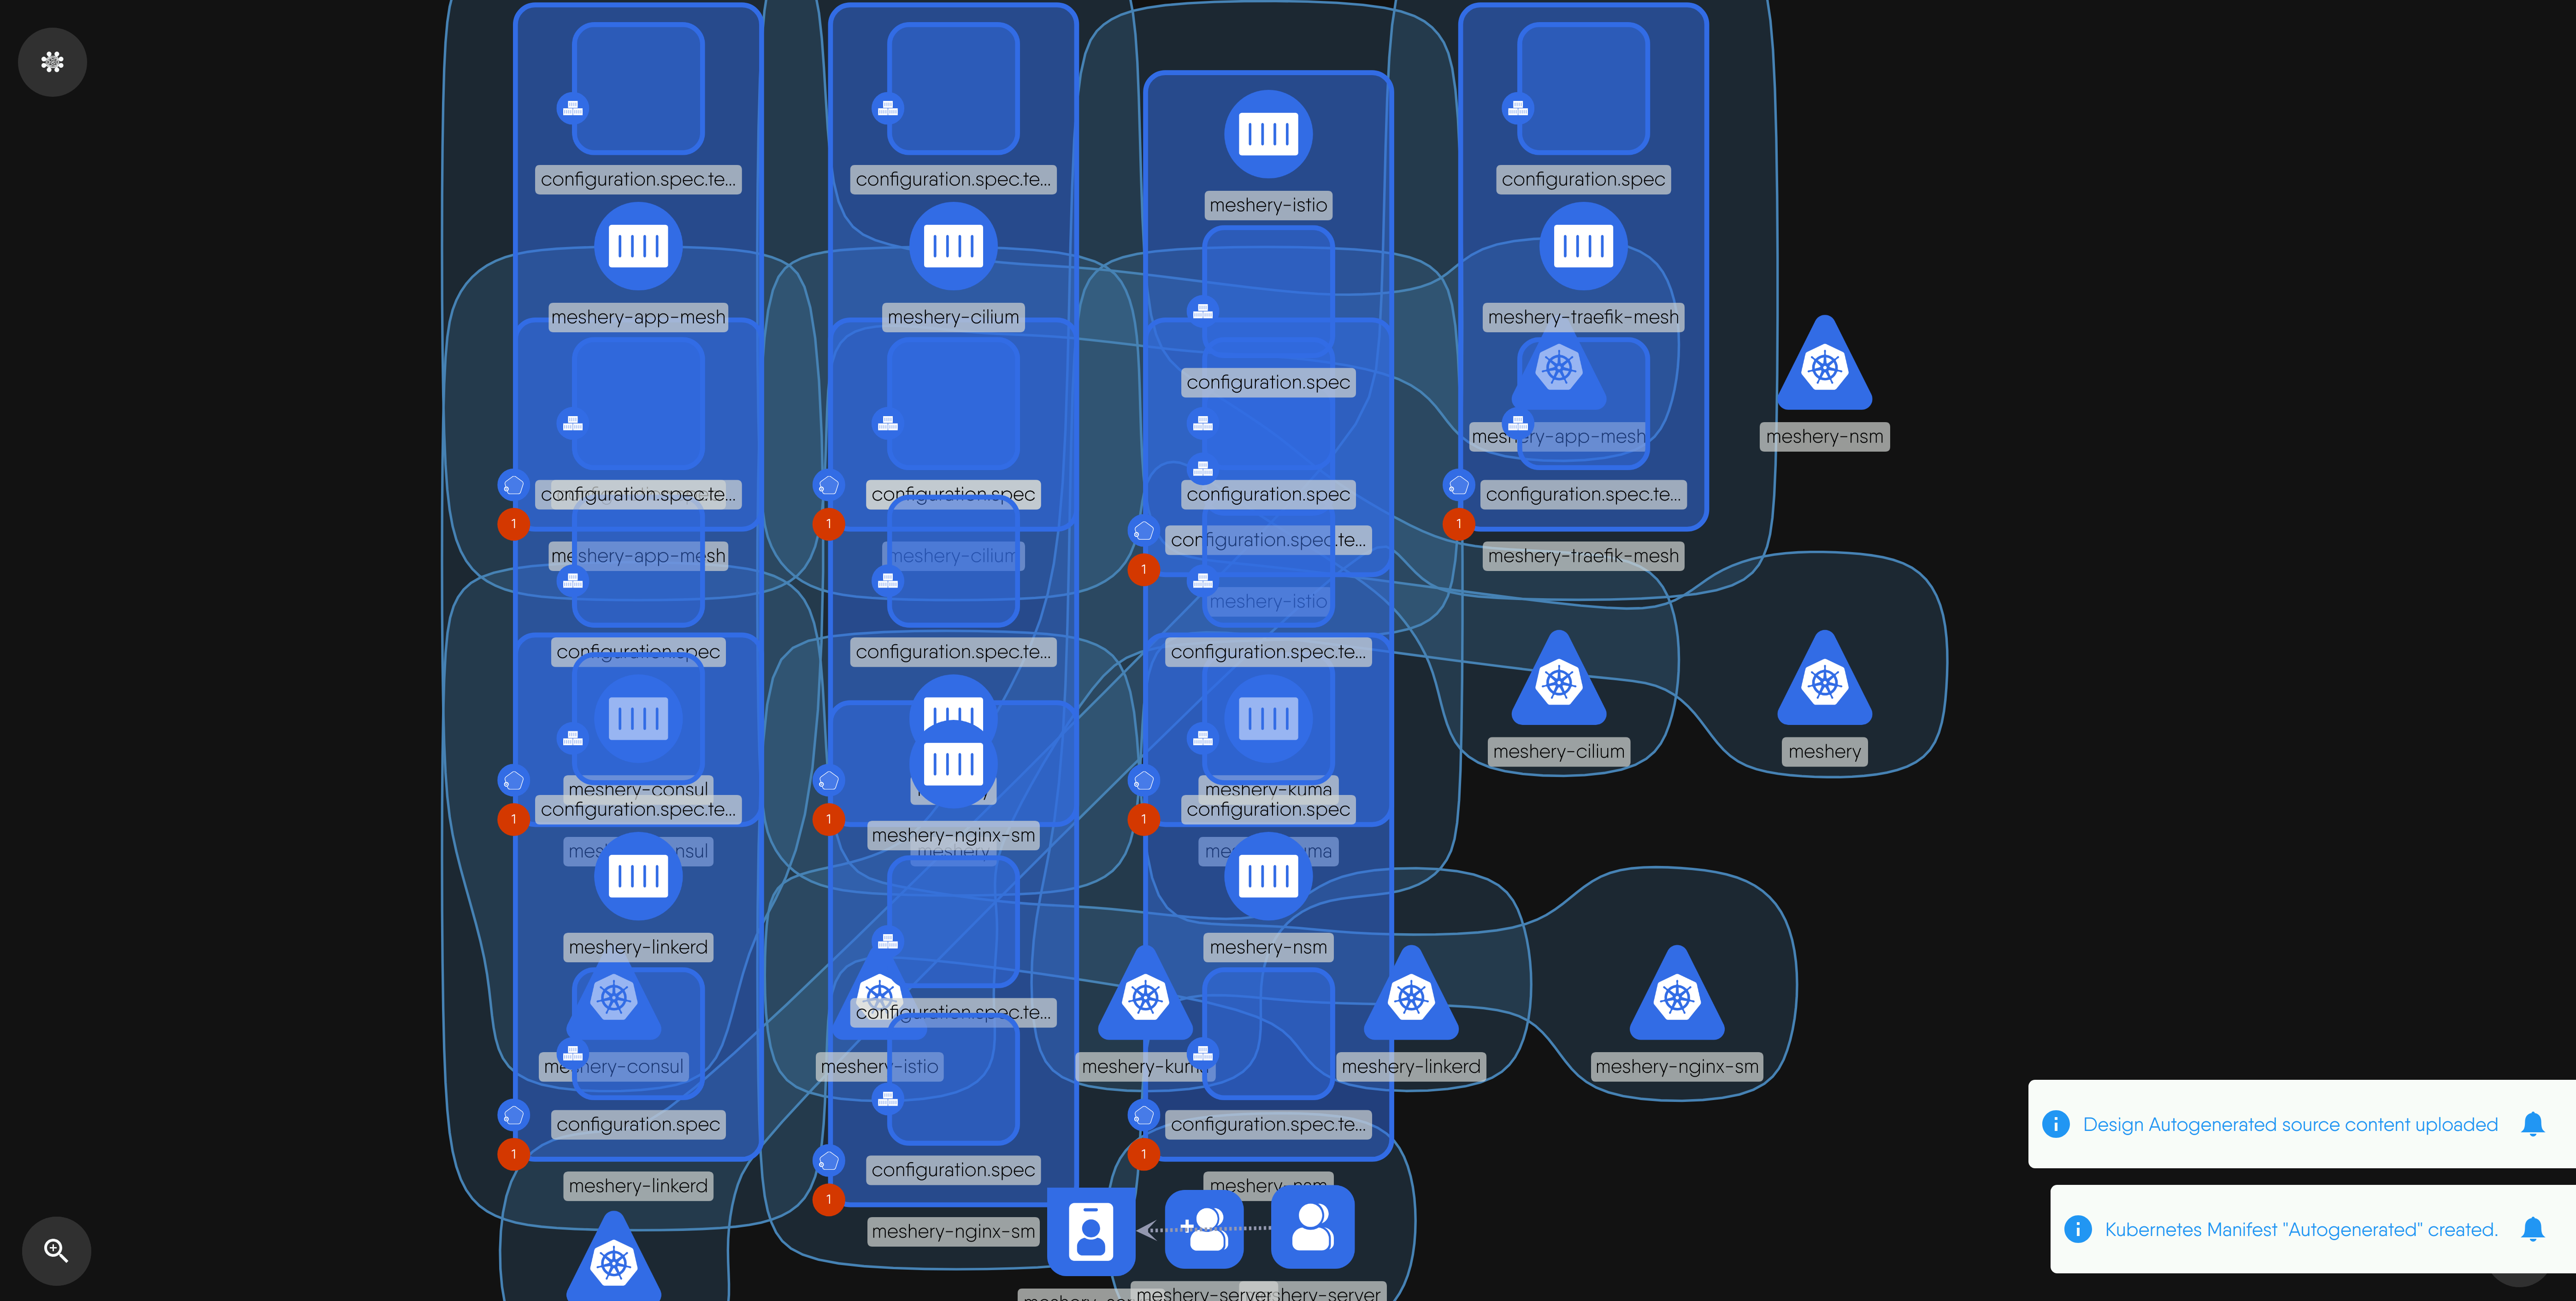 configuration.spec.te...
configuration.spec.te...
configuration.spec
meshery-istio
meshery-app-mesh
meshery-cilium
meshery-traefik-mesh
configuration.spec
meshery-app-mesh
meshery-nsm
configuration.spec.te...
configuration.spec
configuration.spec
configuration.spec.te...
1
1
1
configuration.spec.te...
meshery-app-mesh
meshery-cilium
meshery-traefik-mesh
1
meshery-istio
configuration.spec
configuration.spec.te...
configuration.spec.te...
meshery-cilium
meshery
meshery-consul
meshery-kuma
configuration.spec.te...
configuration.spec
1
1
1
meshery-nginx-sm
meshery
meshery-linkerd
meshery-nsm
configuration.spec.te...
meshery-consul
meshery-istio
meshery-kuma
meshery-linkerd
meshery-nginx-sm
configuration.spec
configuration.spec.te...
Design Autogenerated source content uploaded
1
1
configuration.spec
meshery-linkerd
meshery-nsm
1
meshery-nginx-sm
Kubernetes Manifest "Autogenerated" created.
meshery-server